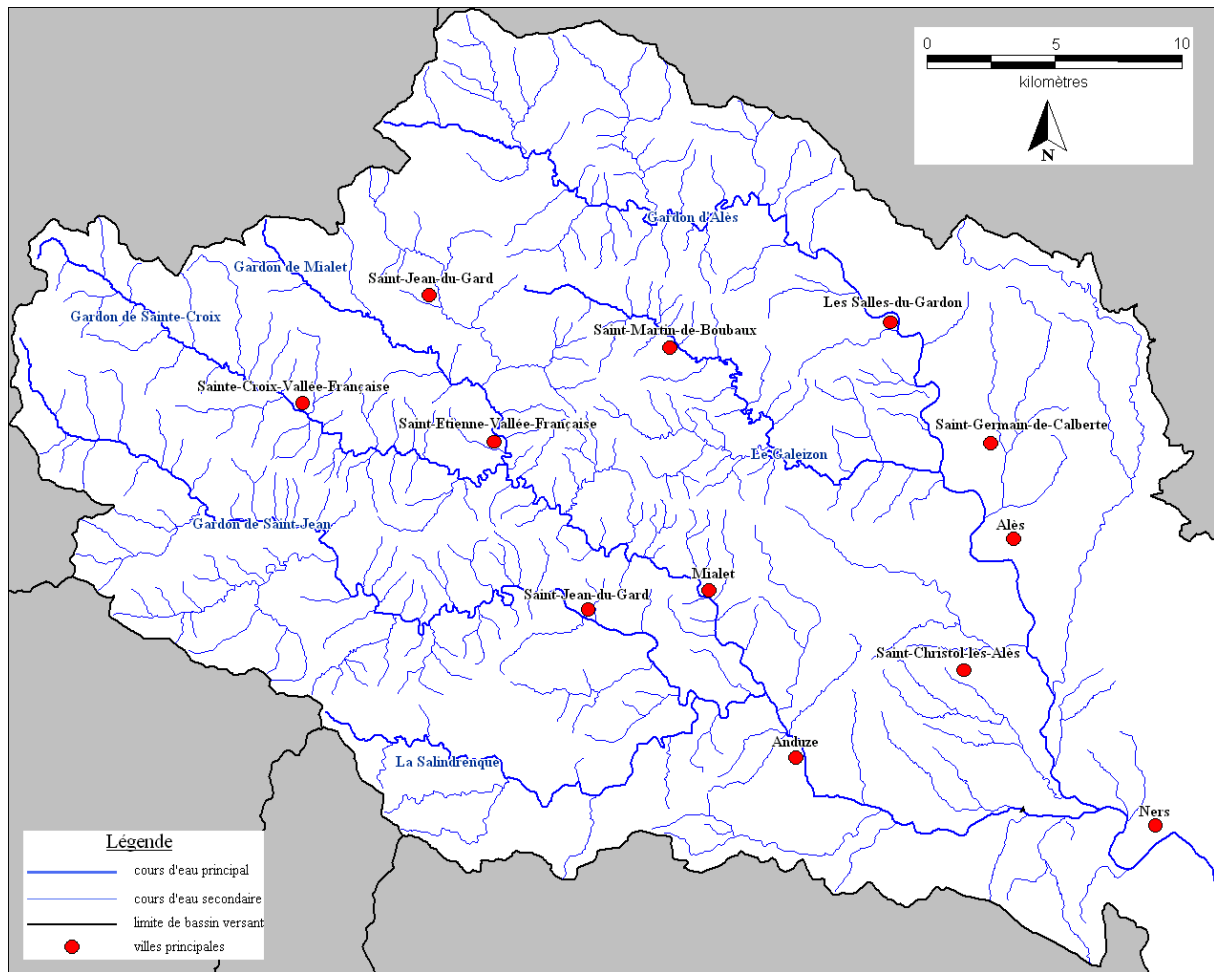 0 5 10
kilomètres
N
Gardon d'Alès
Gardon de Mialet
Saint-Jean-du-Gard
Gardon de Sainte-Croix
Les Salles-du-Gardon
Saint-Martin-de-Boubaux
Sainte-Croix-Vallée-Française
Saint-Etienne-Vallée-Française
Saint-Germain-de-Calberte
Le Galeizon
Gardon de Saint-Jean
Alès
Mialet
Saint-Jean-du-Gard
Saint-Christol-lès-Alès
Anduze
La Salindrenque
Ners
Légende
cours d'eau principal
cours d'eau secondaire
limite de bassin versant
villes principales